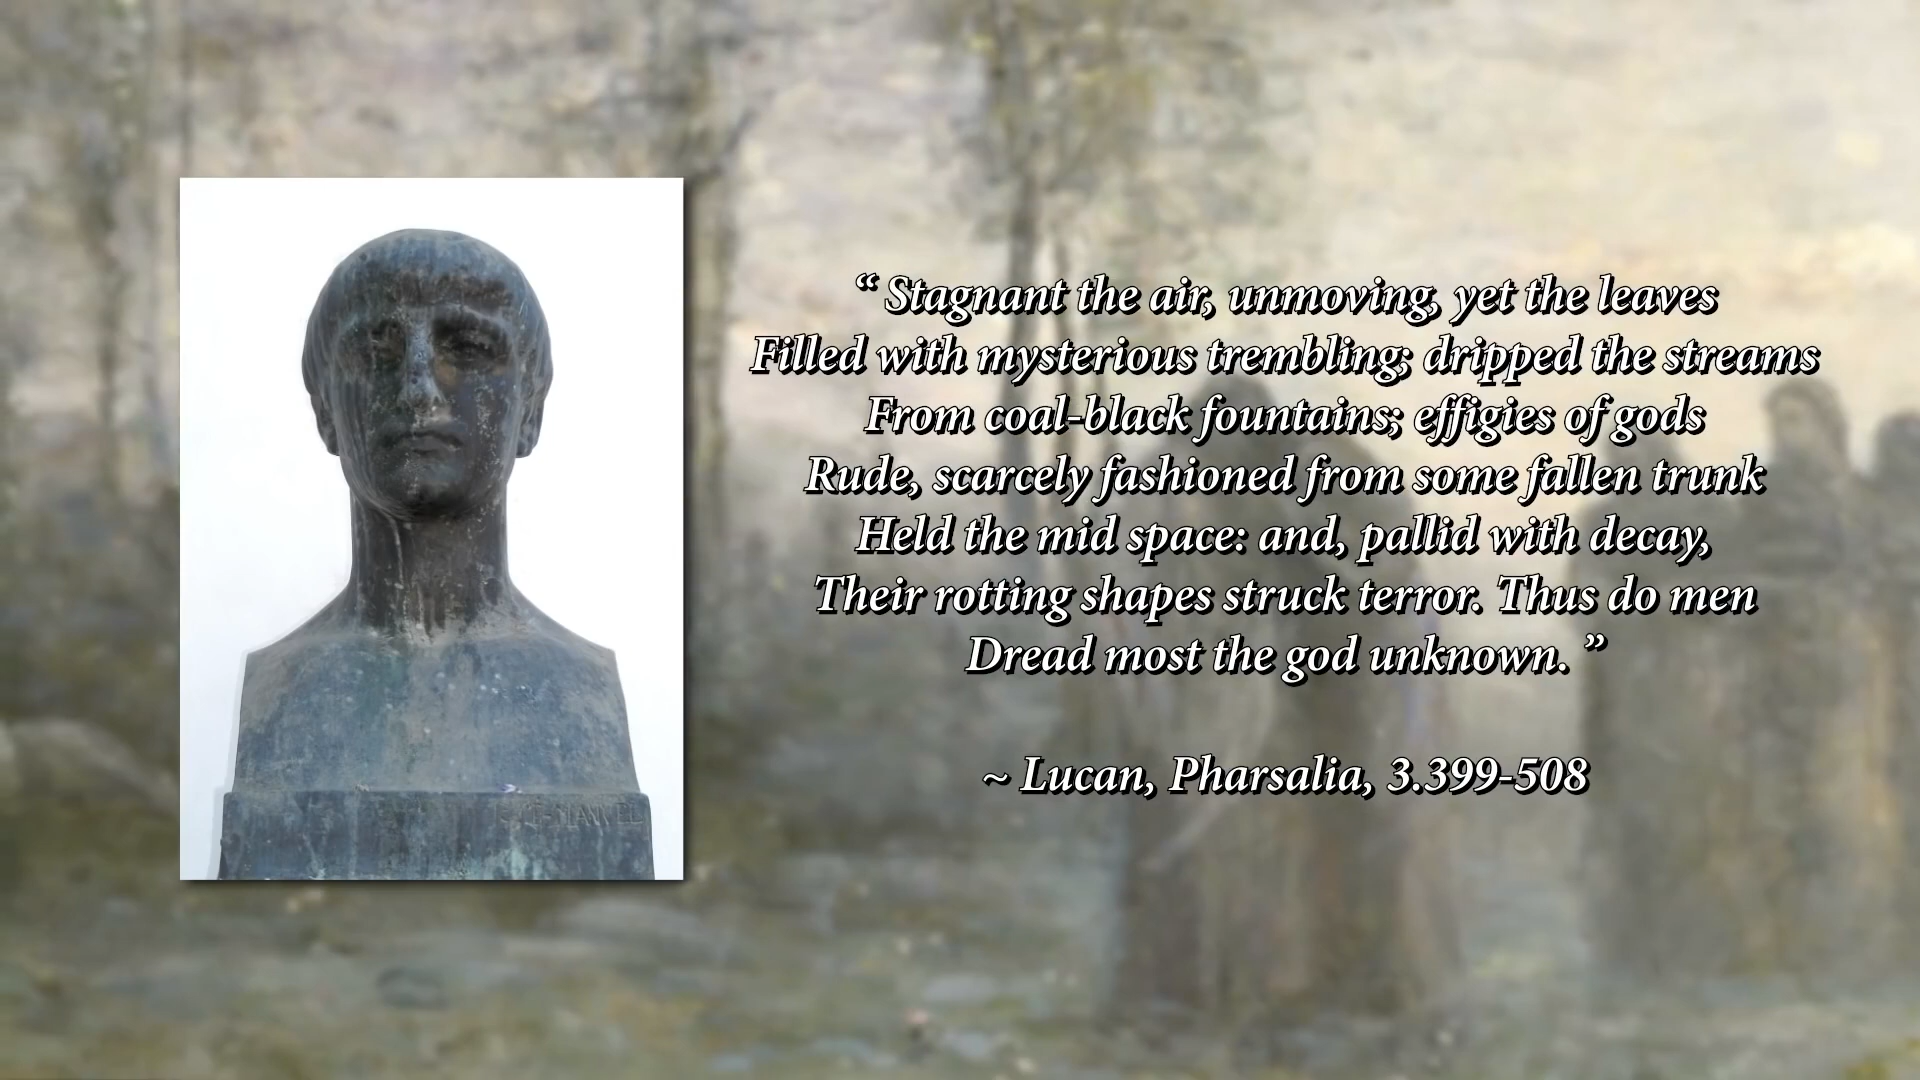 “ Stagnant the air, unmoving, yet the leaves
Filled with mysterious trembling; dripped the streams
From coal-black fountains; effigies of gods
Rude, scarcely fashioned from some fallen trunk
Held the mid space: and, pallid with decay,
Their rotting shapes struck terror. Thus do men
Dread most the god unknown. ”
~ Lucan, Pharsalia, 3.399-508